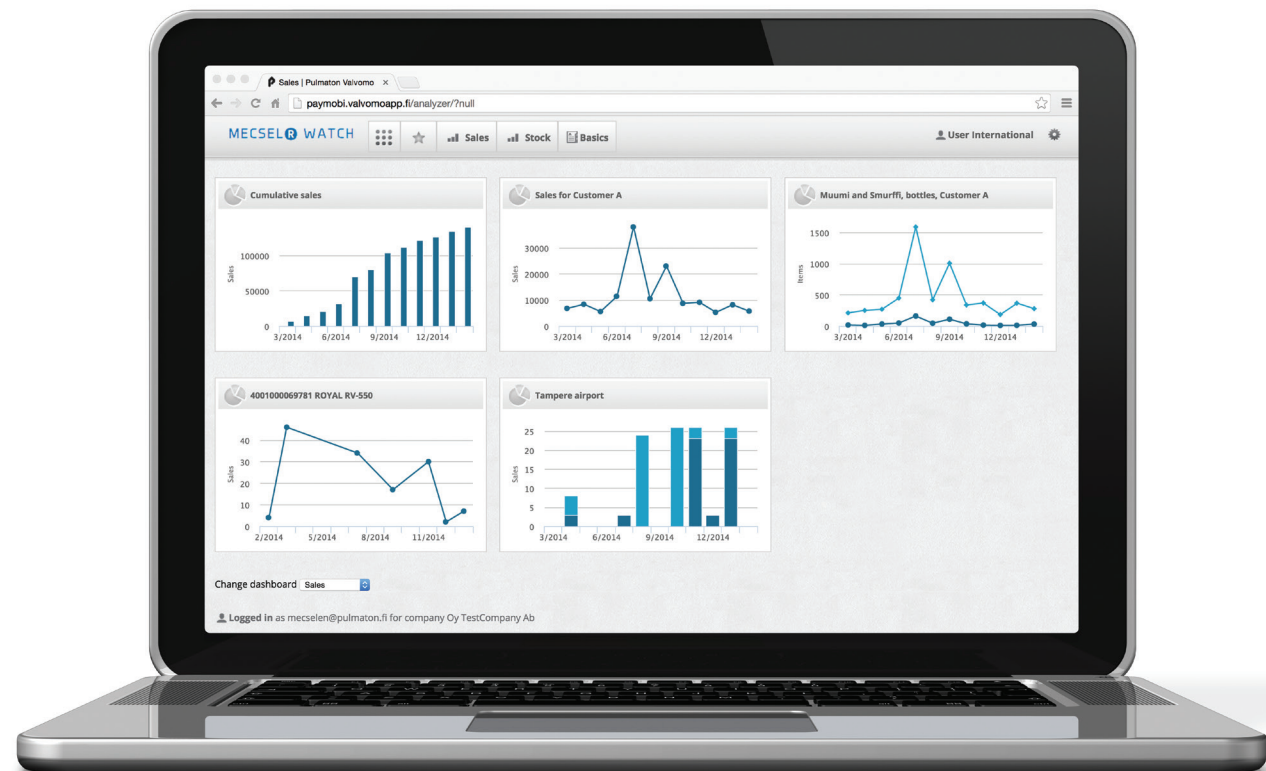 Sales | Pulmaton Valvomo ×
paymobi.valvomoapp.fi/analyzer/?null
MECSEL R WATCH
Sales
Stock
Basics
User International
Cumulative sales
Sales
100000
50000
0
3/2014 6/2014 9/2014 12/2014
Sales for Customer A
Sales
30000
20000
10000
0
3/2014 6/2014 9/2014 12/2014
Muumi and Smurffi, bottles, Customer A
Items
1500
1000
500
0
3/2014 6/2014 9/2014 12/2014
4001000069781 ROYAL RV-550
Sales
40
30
20
10
0
2/2014 5/2014 8/2014 11/2014
Tampere airport
Sales
25
20
15
10
5
0
3/2014 6/2014 9/2014 12/2014
Change dashboard Sales
Logged in as mecselen@pulmaton.fi for company Oy TestCompany Ab